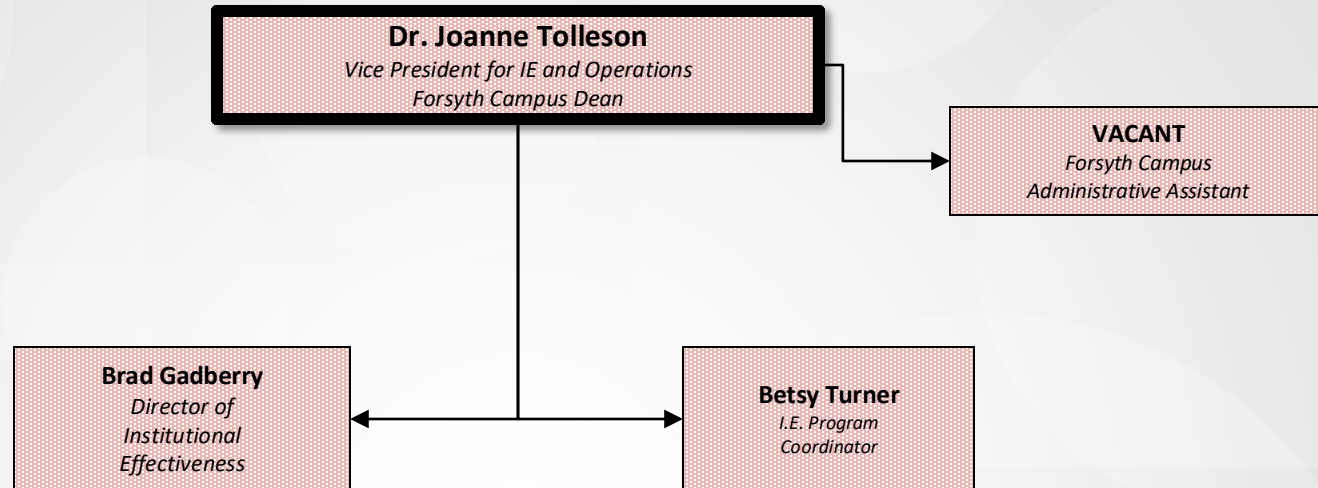 Dr. Joanne Tolleson
Vice President for IE and Operations
Forsyth Campus Dean
VACANT
Forsyth Campus
Administrative Assistant
Brad Gadberry
Director of
Institutional
Effectiveness
Betsy Turner
I.E. Program
Coordinator